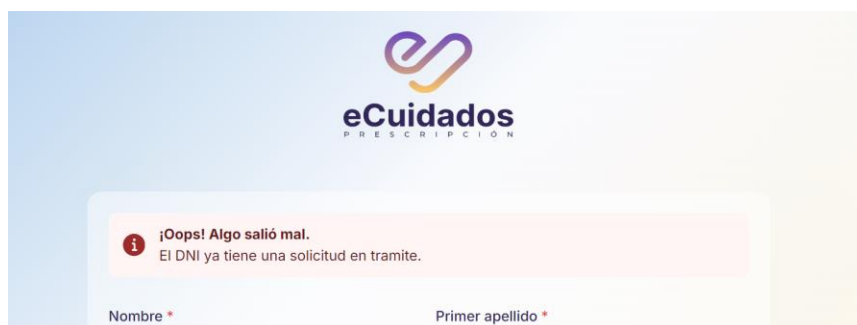 eCuidados
PRESCRIPCIÓN
¡Oops! Algo salió mal.
El DNI ya tiene una solicitud en tramite.
Nombre * Primer apellido *